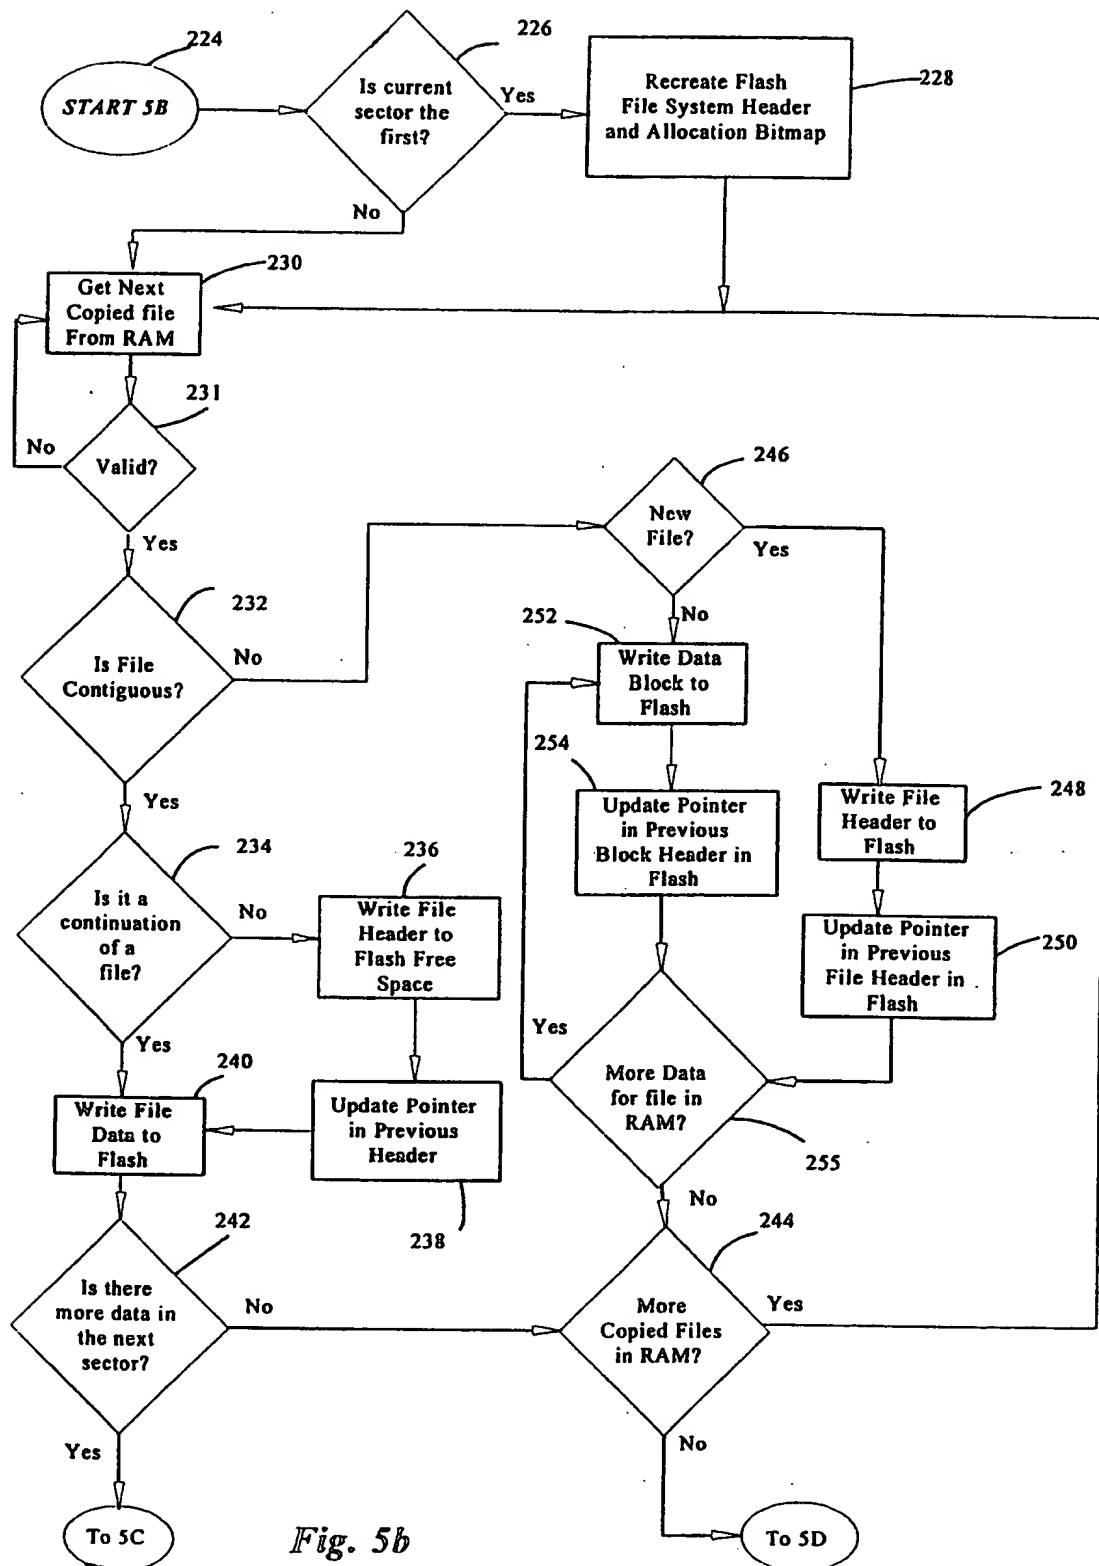 224
START 5B
226
Is current
sector the
first?
Yes
Recreate Flash
File System Header
and Allocation Bitmap
228
No
230
Get Next
Copied file
From RAM
231
No
Valid?
Yes
246
New
File?
Yes
232
Is File
Contiguous?
No
252
No
Write Data
Block to
Flash
254
Update Pointer
in Previous
Block Header in
Flash
248
Write File
Header to
Flash
Yes
234
Is it a
continuation
of a
file?
No
236
Write File
Header to
Flash Free
Space
250
Update Pointer
in Previous
File Header in
Flash
Yes
Yes
240
Write File
Data to
Flash
Update Pointer
in Previous
Header
238
More Data
for file in
RAM?
255
No
242
Is there
more data in
the next
sector?
No
244
More
Copied Files
in RAM?
Yes
Yes
No
To 5C
Fig. 5b
To 5D